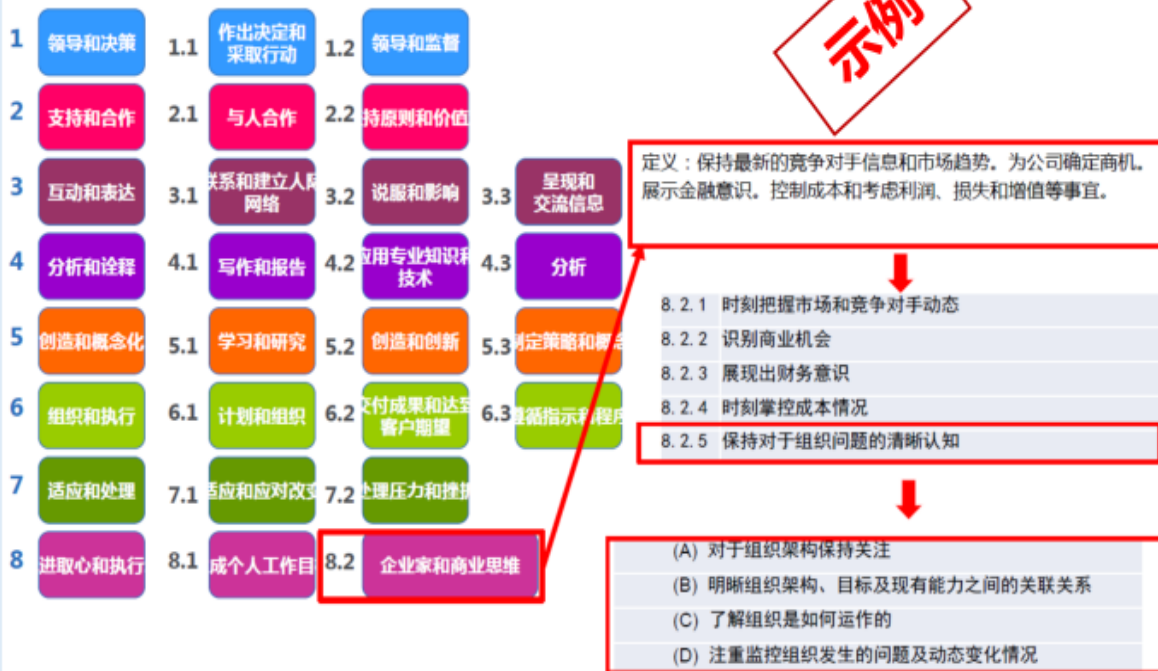 示例
1 领导和决策 1.1 作出决定和 1.2 领导和监督
采取行动
2 支持和合作 2.1 与人合作 2.2 持原则和价值
3 互动和表达 3.1 联系和建立人际 3.2 说服和影响 3.3 呈现和
网络 交流信息
4 分析和诠释 4.1 写作和报告 4.2 应用专业知识和 4.3 分析
技术
5 创造和概念化 5.1 学习和研究 5.2 创造和创新 5.3 制定策略和概念
6 组织和执行 6.1 计划和组织 6.2 交付成果和达至 6.3 遵循指示和程序
客户期望
7 适应和处理 7.1 适应和应对改变 7.2 处理压力和挫折
8 进取心和执行 8.1 成个人工作目 8.2 企业家和商业思维
定义：保持最新的竞争对手信息和市场趋势。为公司确定商机。
展示金融意识。控制成本和考虑利润、损失和增值等事宜。
8.2.1 时刻把握市场和竞争对手动态
8.2.2 识别商业机会
8.2.3 展现出财务意识
8.2.4 时刻掌控成本情况
8.2.5 保持对于组织问题的清晰认知
(A) 对于组织架构保持关注
(B) 明晰组织架构、目标及现有能力之间的关联关系
(C) 了解组织是如何运作的
(D) 注重监控组织发生的问题及动态变化情况